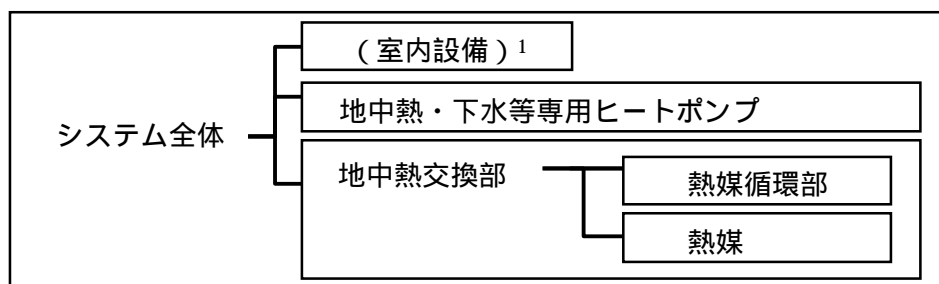 （室内設備）1
地中熱・下水等専用ヒートポンプ
システム全体
地中熱交換部
熱媒循環部
熱媒